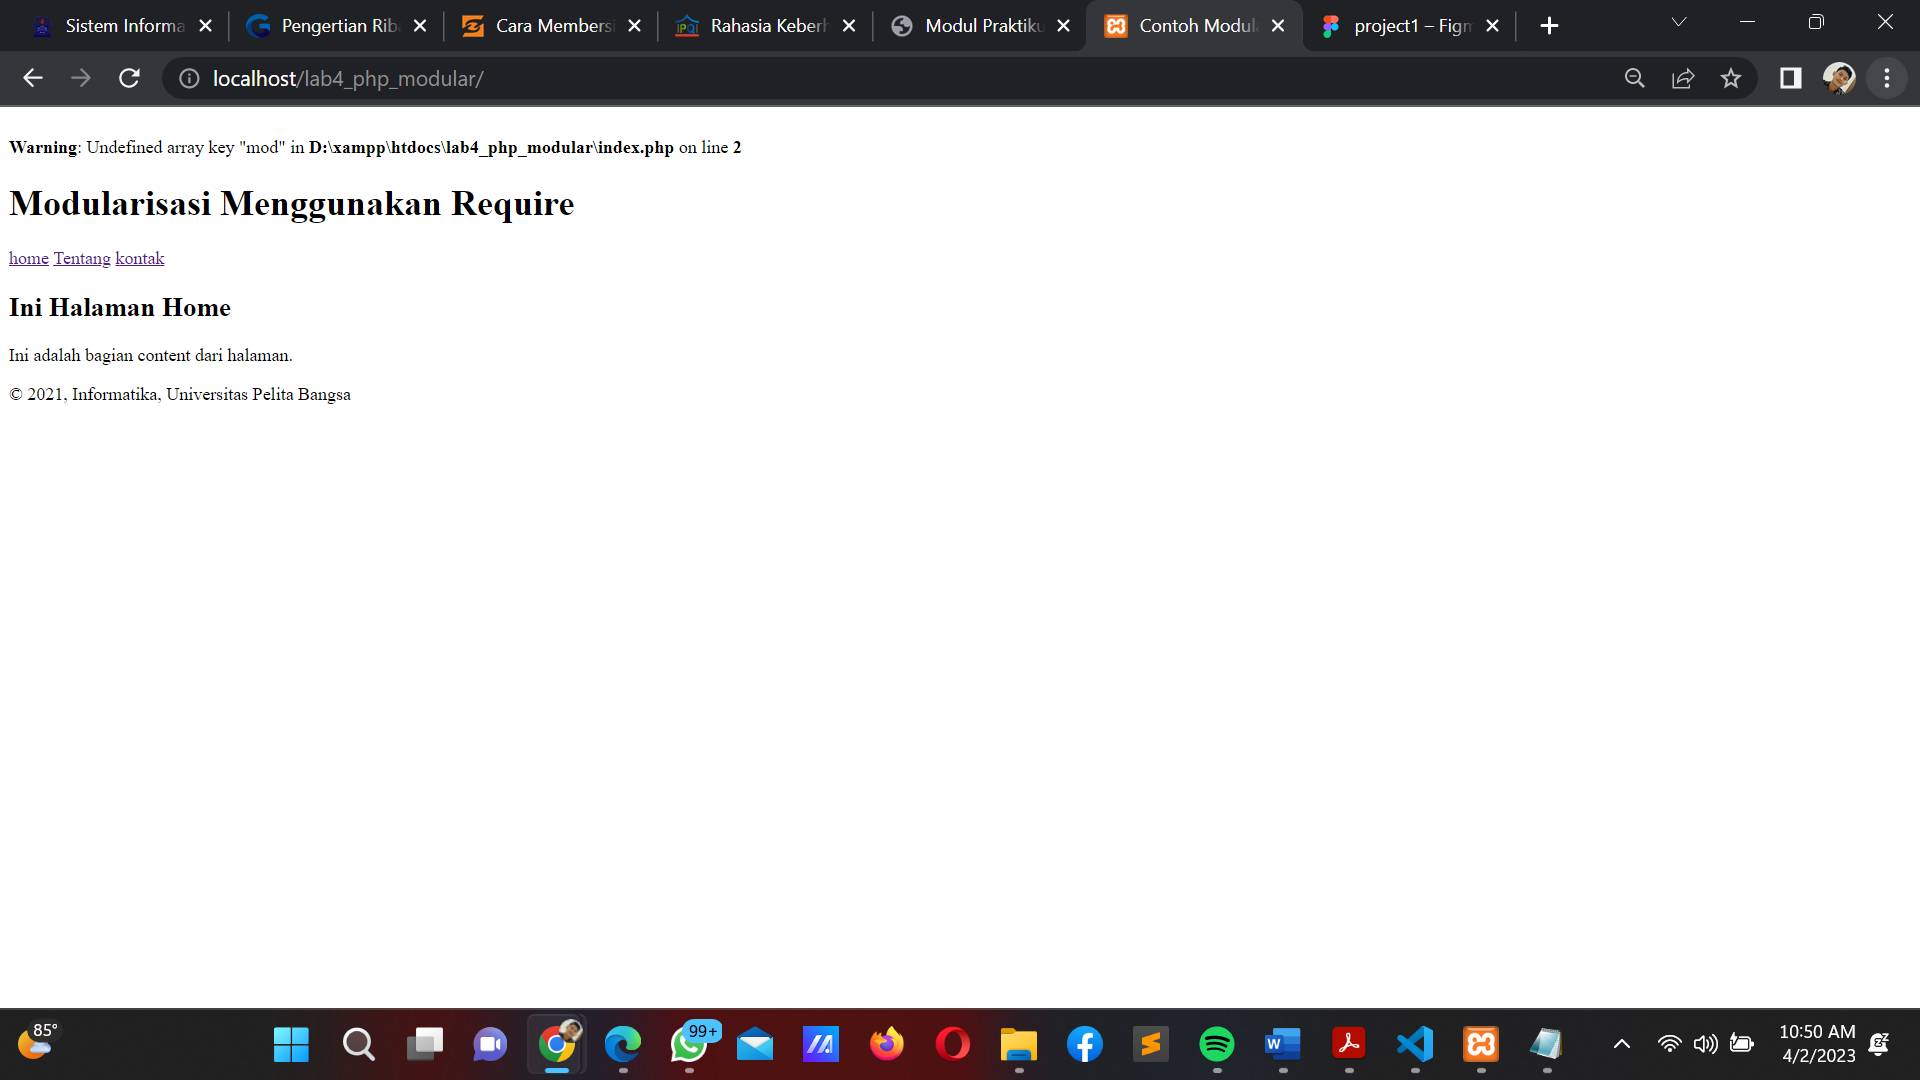 Sistem Informa
Pengertian Rib
Cara Membersi
Rahasia Keberh
Modul Praktiku
Contoh Modul
project1 – Figm
localhost/lab4_php_modular/
Warning: Undefined array key "mod" in D:\xampp\htdocs\lab4_php_modular\index.php on line 2
Modularisasi Menggunakan Require
home Tentang kontak
Ini Halaman Home
Ini adalah bagian content dari halaman.
© 2021, Informatika, Universitas Pelita Bangsa
85°
99+
10:50 AM
4/2/2023